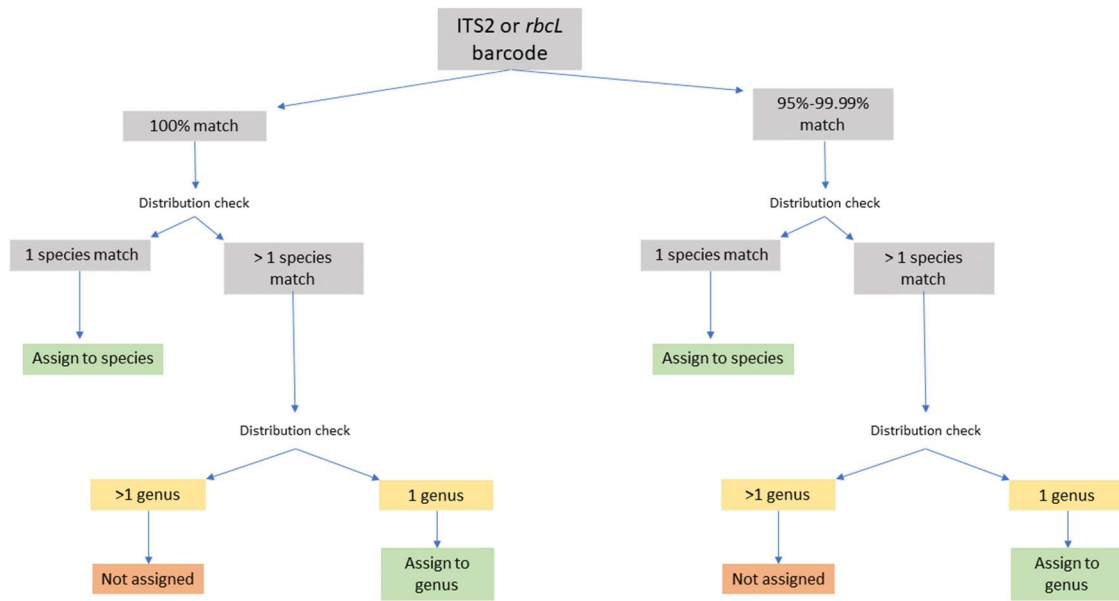 ITS2 or rbcL
barcode
100% match
95%-99.99%
match
Distribution check
Distribution check
1 species match
> 1 species
match
1 species match
> 1 species
match
Assign to species
Assign to species
Distribution check
Distribution check
>1 genus
1 genus
>1 genus
1 genus
Not assigned
Assign to
genus
Not assigned
Assign to
genus